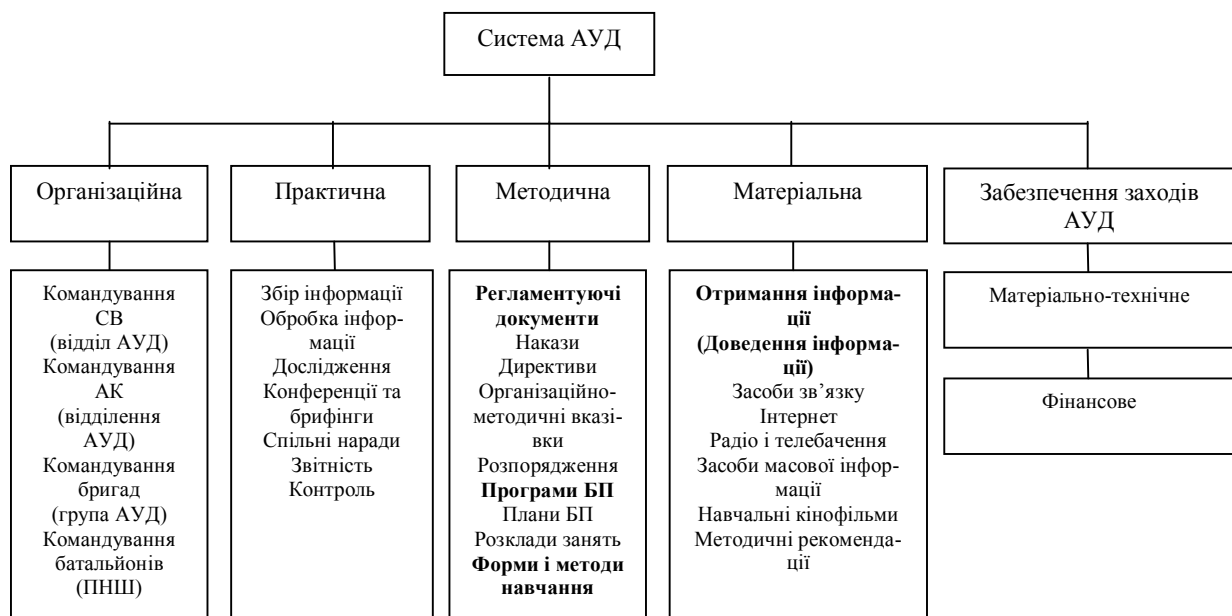 Система АУД
Організаційна
Командування
СВ
(відділ АУД)
Командування
АК
(відділення
АУД)
Командування
бригад
(група АУД)
Командування
батальйонів
(ПНШ)
Практична
Збір інформації
Обробка інфор-
мації
Дослідження
Конференції та
брифінги
Спільні наради
Звітність
Контроль
Методична
Регламентуючі
документи
Накази
Директиви
Організаційно-
методичні вказі-
вки
Розпорядження
Програми БП
Плани БП
Розклади занять
Форми і методи
навчання
Матеріальна
Отримання інформа-
ції
(Доведення інформа-
ції)
Засоби зв’язку
Інтернет
Радіо і телебачення
Засоби масової інфор-
мації
Навчальні кінофільми
Методичні рекоменда-
ції
Забезпечення заходів
АУД
Матеріально-технічне
Фінансове